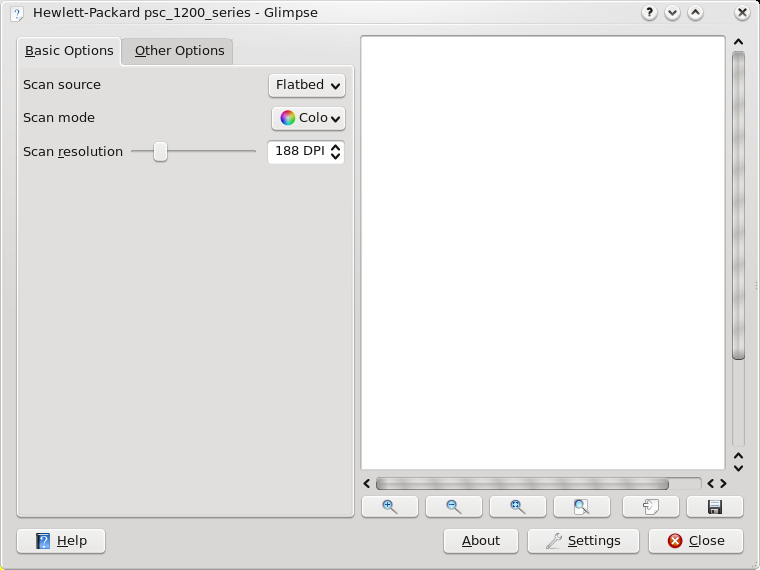 Hewlett-Packard psc_1200_series - Glimpse
Basic Options Other Options
Scan source Flatbed
Scan mode Colo
Scan resolution 188 DPI
Help About Settings Close